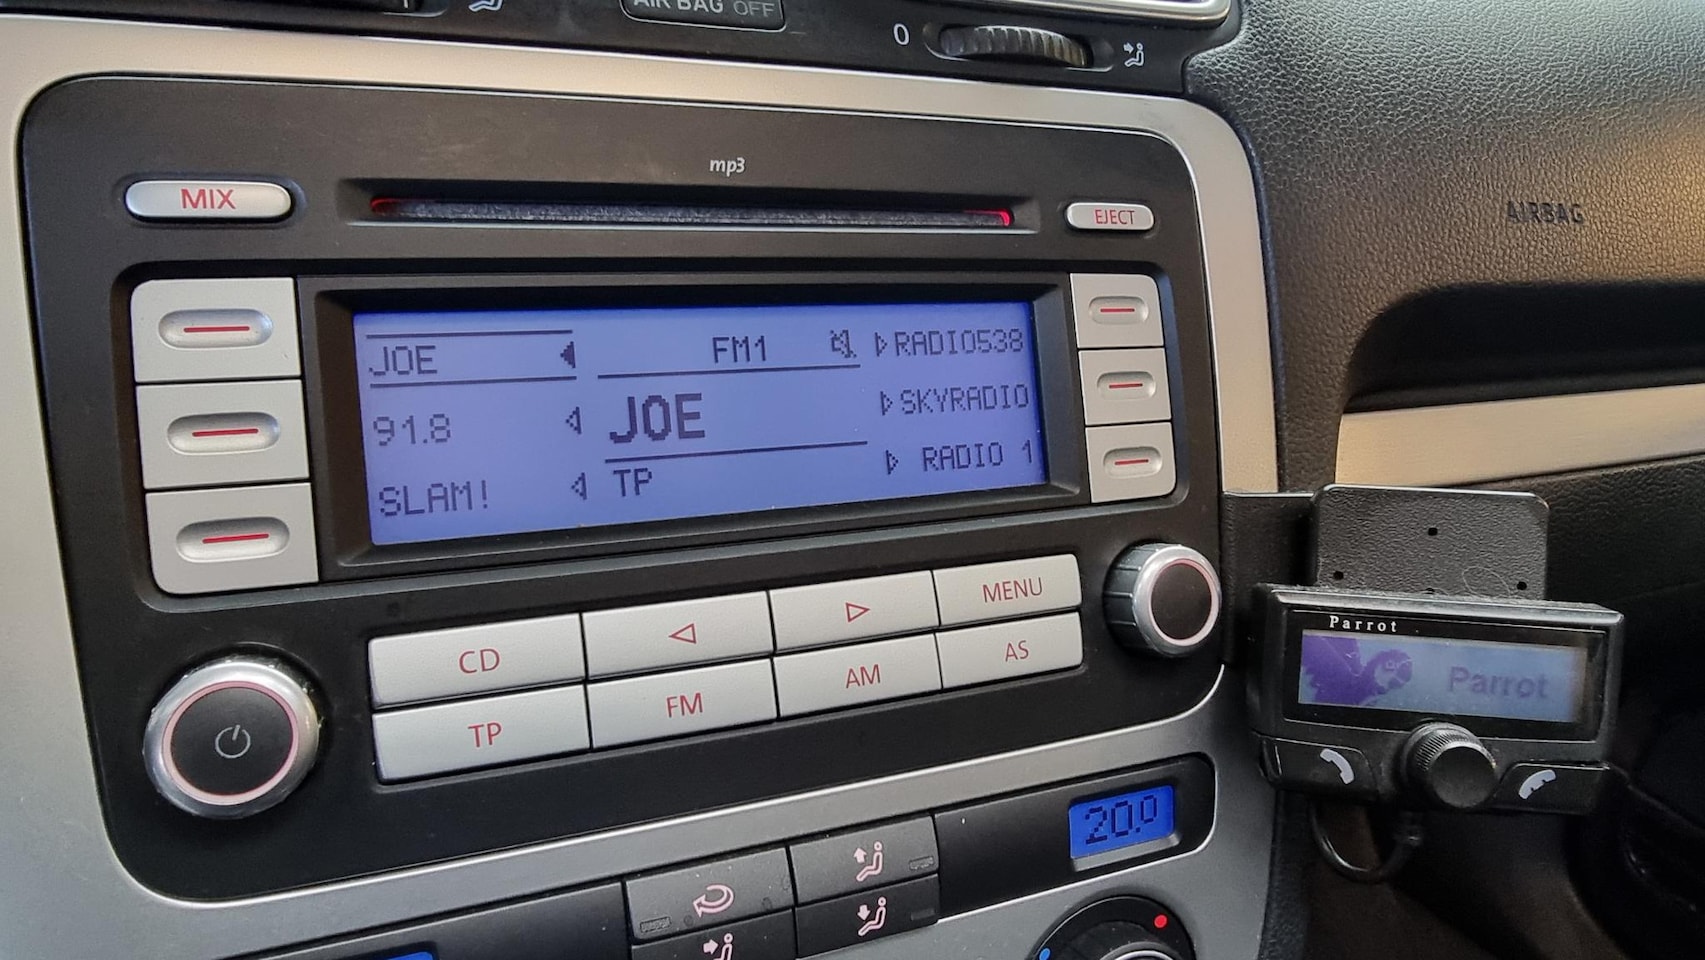 AIR BAG OFF
0
mp3
MIX
EJECT
AIRBAG
JOE
FM1
RADIO538
91.8
JOE
SKYRADIO
SLAM!
TP
RADIO 1
CD
MENU
TP
FM
AM
AS
Parrot
Parrot
20.0